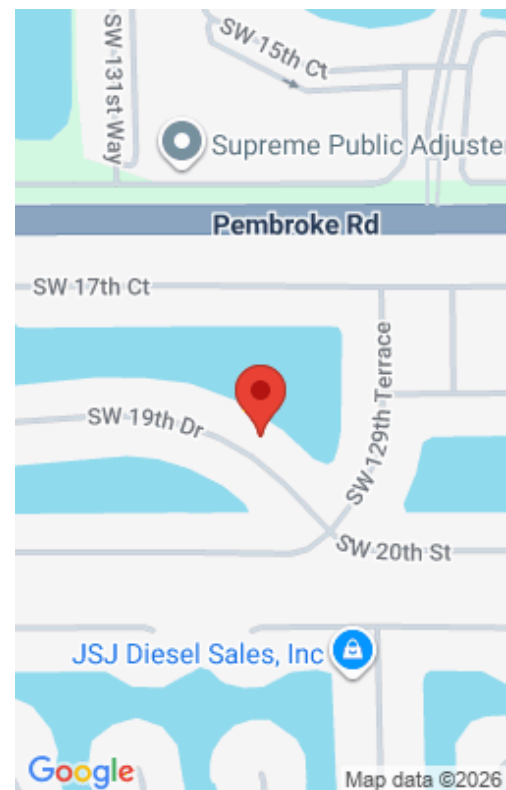 SW 15th Ct
SW 131st Way
Supreme Public Adjuster
Pembroke Rd
SW 17th Ct
SW 129th Terrace
SW 19th Dr
SW 20th St
JSJ Diesel Sales, Inc
Google
Map data ©2026